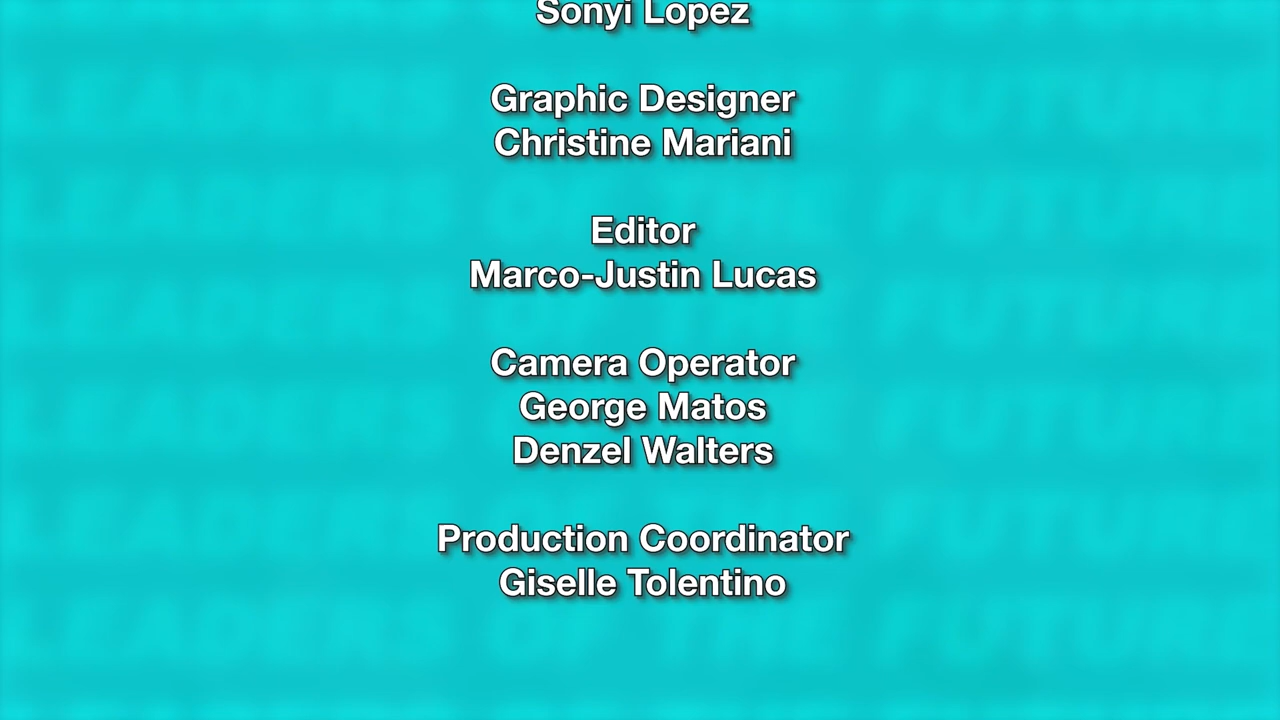 Sonyi Lopez
Graphic Designer
Christine Mariani
Editor
Marco-Justin Lucas
Camera Operator
George Matos
Denzel Walters
Production Coordinator
Giselle Tolentino